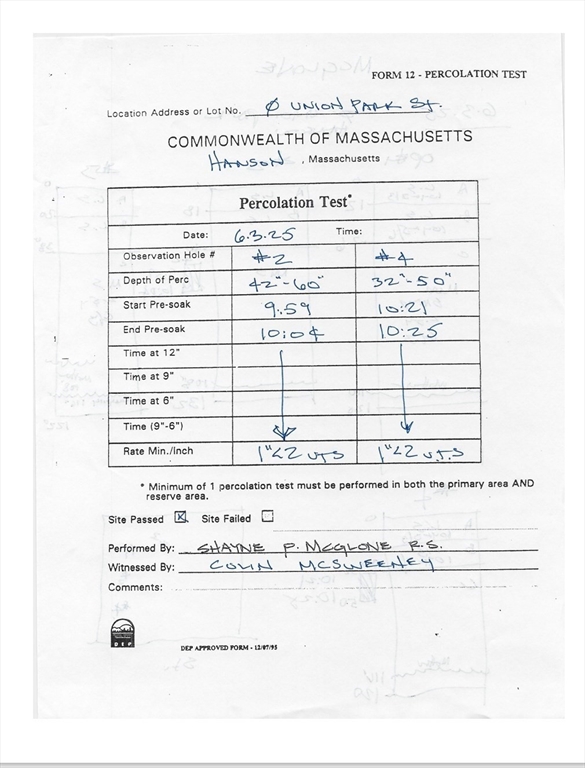 FORM 12 - PERCOLATION TEST
Location Address or Lot No. Ø UNION PARK St.
COMMONWEALTH OF MASSACHUSETTS
HANSON , Massachusetts
Percolation Test*
Date: 6.3.25 Time:
Observation Hole # #2 #4
Depth of Perc 42"-60" 32"-50"
Start Pre-soak 9:59 10:21
End Pre-soak 10:04 10:25
Time at 12"
Time at 9"
Time at 6"
Time (9"-6")
Rate Min./Inch 1"<2 1"<2
* Minimum of 1 percolation test must be performed in both the primary area AND
reserve area.
Site Passed ☒ Site Failed ☐
Performed By: SHAYNE P. MCGLONE R.S.
Witnessed By: COLIN MCSWEENEY
Comments:
DEP
DEP APPROVED FORM - 12/07/95